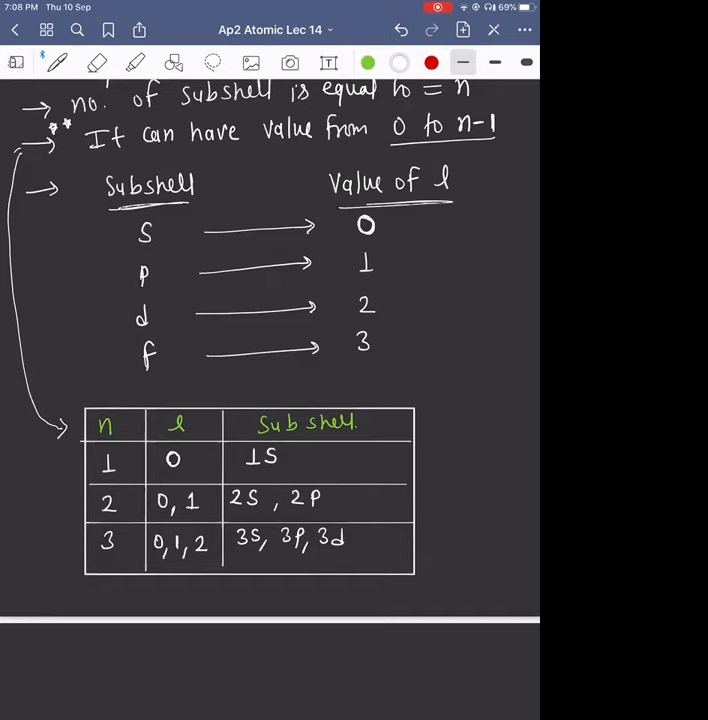 7:08 PM Thu 10 Sep 69%
Ap2 Atomic Lec 14
→ no. of subshell is equal to = n
** → It can have value from 0 to n-1
→ Subshell Value of l
s → 0
p → 1
d → 2
f → 3
n l Subshell.
1 0 1s
2 0, 1 2s , 2p
3 0, 1, 2 3s, 3p, 3d